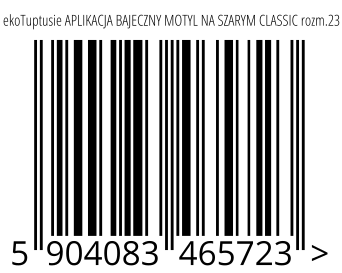 ekoTuptusie APLIKACJA BAJECZNY MOTYL NA SZARYM CLASSIC rozm.23
5 904083 465723 >